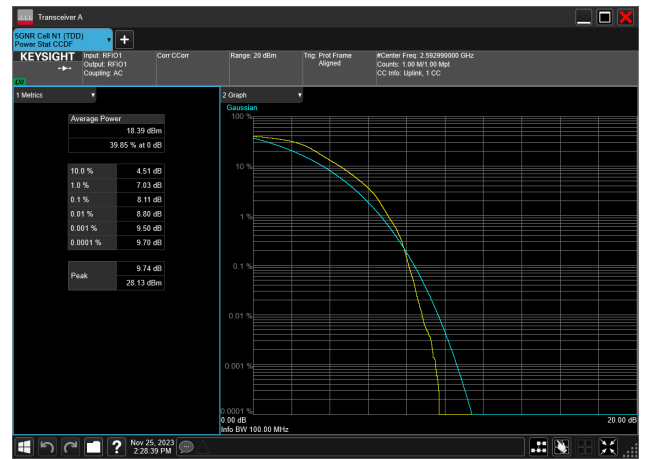 Transceiver A
5GNR Cell N1 (TDD)
Power Stat CCDF
KEYSIGHT
Input: RFIO1
Output: RFIO1
Coupling: AC
Corr CCorr
Range: 20 dBm
Trig: Prot Frame
Aligned
#Center Freq: 2.592990000 GHz
Counts: 1.00 M/1.00 Mpt
CC Info: Uplink, 1 CC
1 Metrics
Average Power
18.39 dBm
39.85 % at 0 dB
10.0 % 4.51 dB
1.0 % 7.03 dB
0.1 % 8.11 dB
0.01 % 8.80 dB
0.001 % 9.50 dB
0.0001 % 9.70 dB
Peak
9.74 dB
28.13 dBm
2 Graph
Gaussian
100 %
10 %
1 %
0.1 %
0.01 %
0.001 %
0.0001 %
0.00 dB
20.00 dB
Info BW 100.00 MHz
Nov 25, 2023
2:28:39 PM